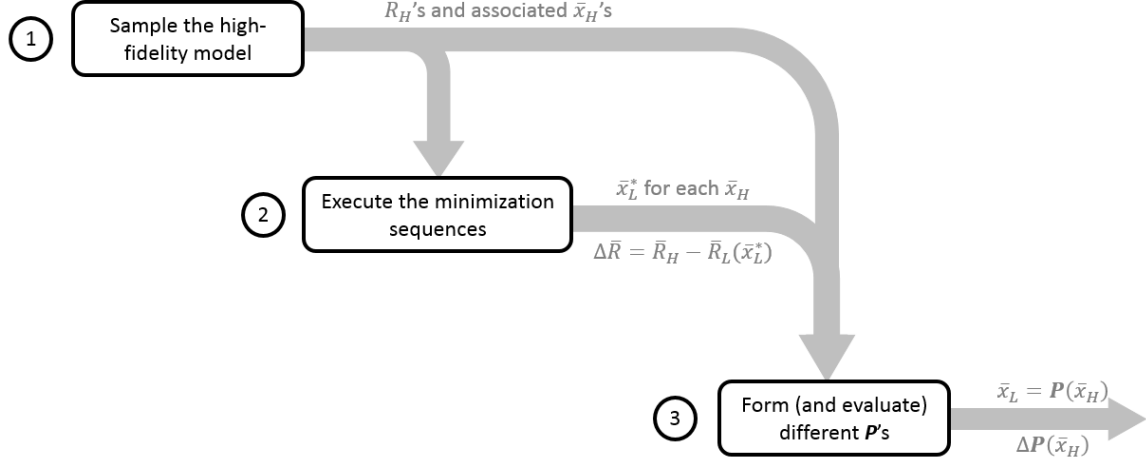 R_H's and associated x̄_H's
1
Sample the high-
fidelity model
2
Execute the minimization
sequences
x̄_L^* for each x̄_H
ΔR̄ = R̄_H − R̄_L(x̄_L^*)
3
Form (and evaluate)
different P's
x̄_L = P(x̄_H)
ΔP(x̄_H)